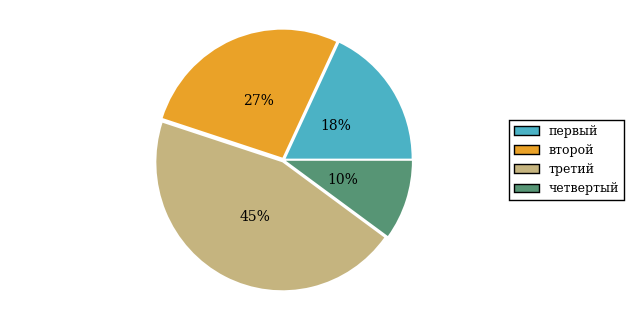 27%
18%
10%
45%
первый
второй
третий
четвертый